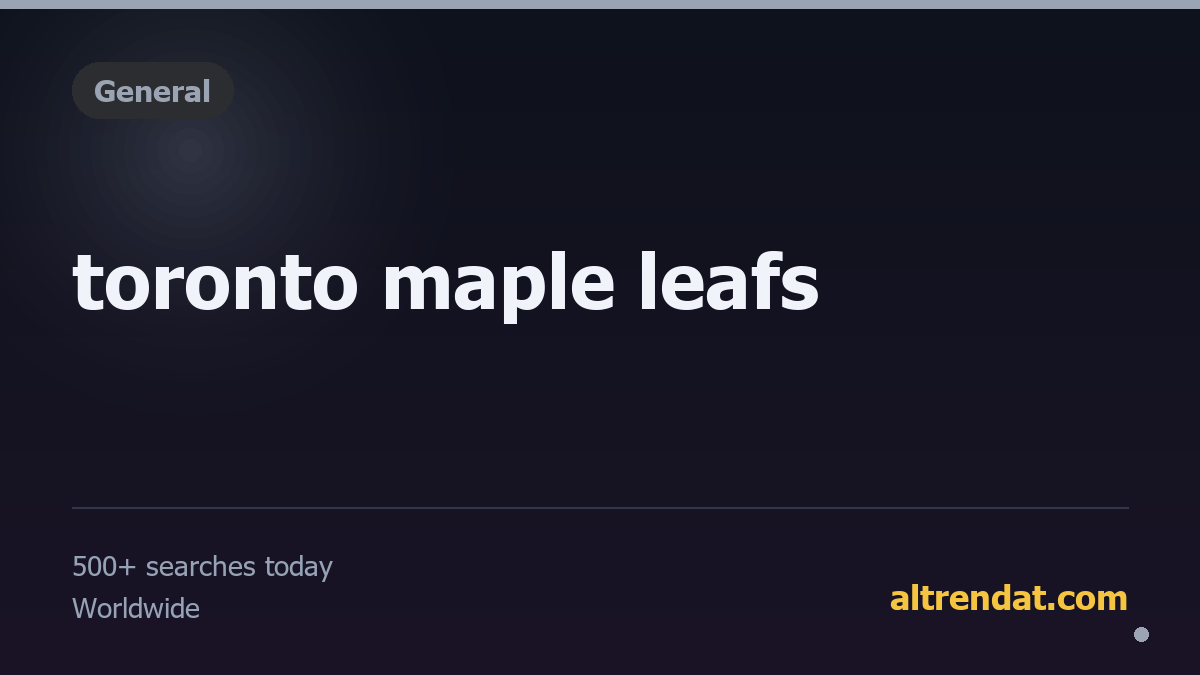 General
toronto maple leafs
500+ searches today
Worldwide
altrendat.com